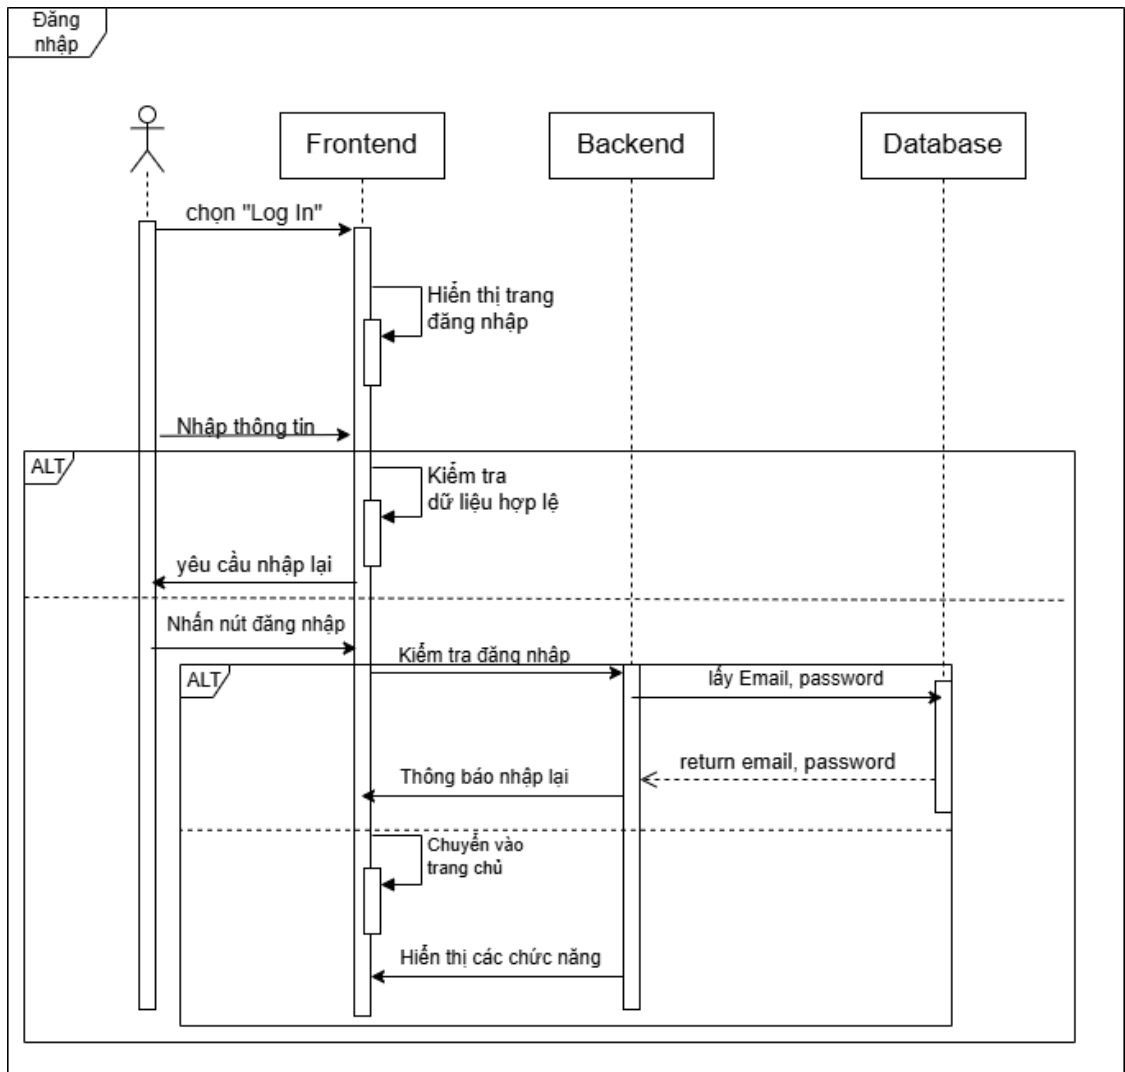 Đăng
nhập
Frontend
Backend
Database
chọn "Log In"
Hiển thị trang
đăng nhập
Nhập thông tin
ALT
Kiểm tra
dữ liệu hợp lệ
yêu cầu nhập lại
Nhấn nút đăng nhập
Kiểm tra đăng nhập
ALT
lấy Email, password
return email, password
Thông báo nhập lại
Chuyển vào
trang chủ
Hiển thị các chức năng